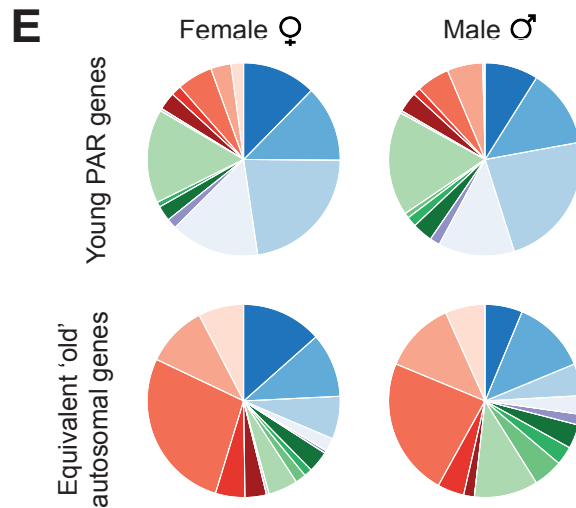 E
Female ♀
Male ♂
Young PAR genes
Equivalent ‘old’
autosomal genes